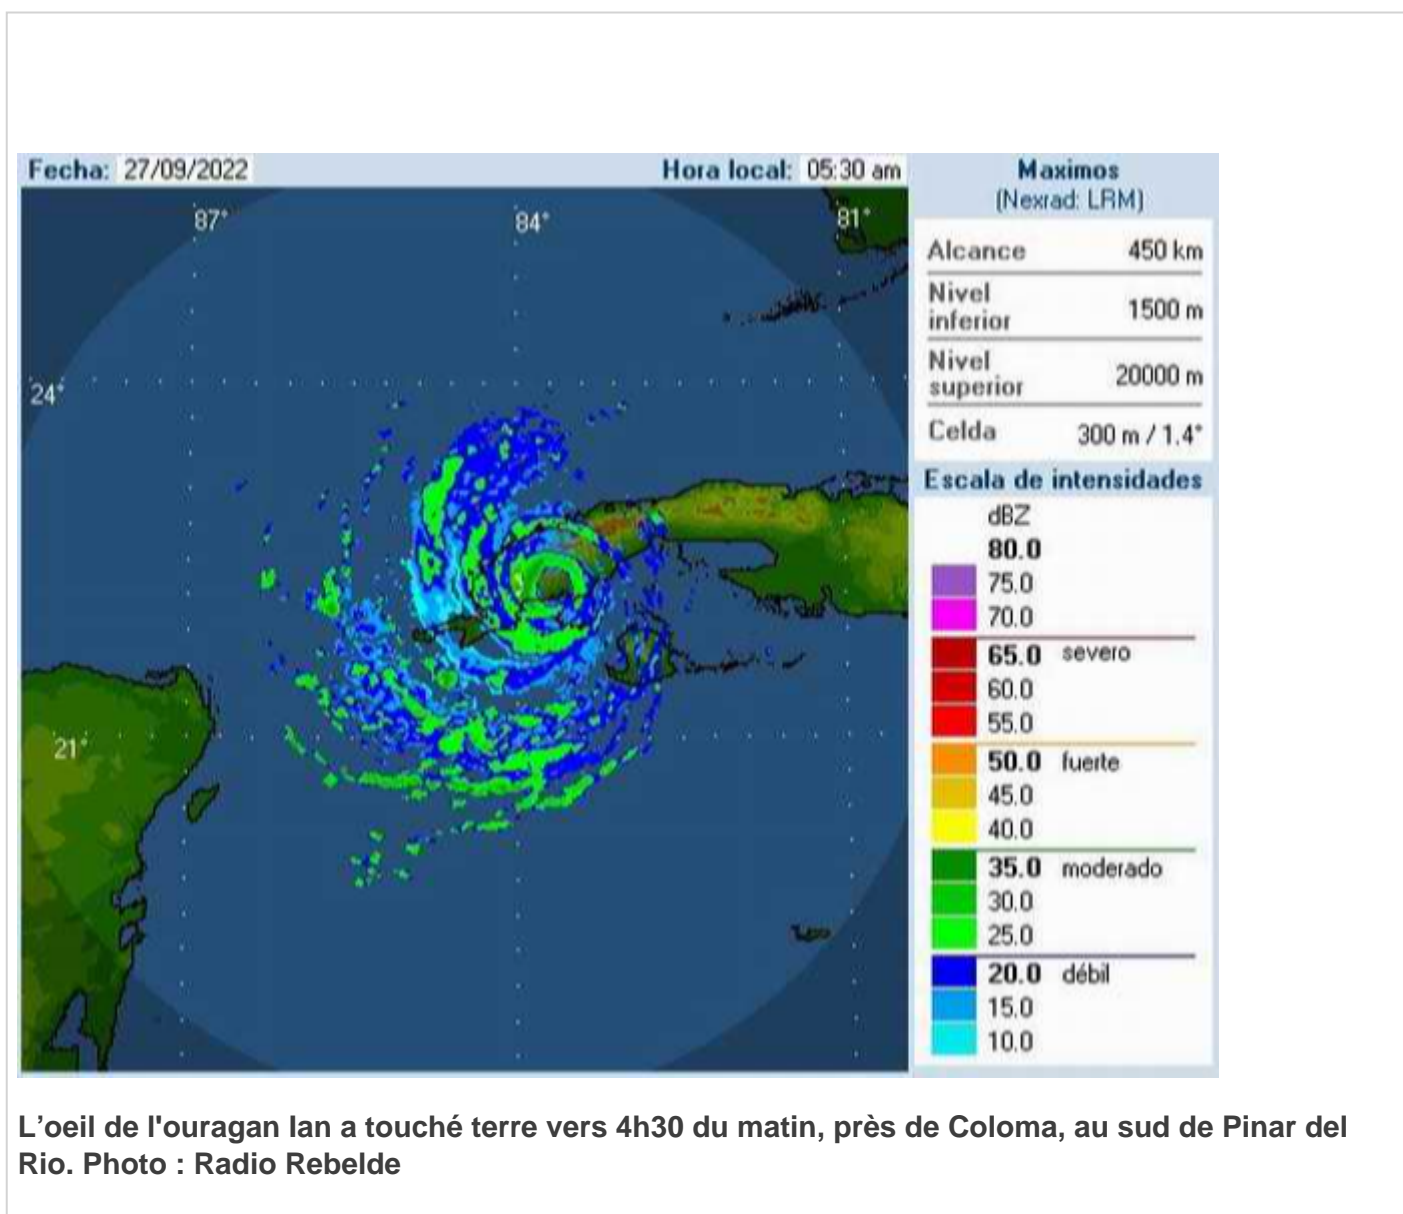 Fecha: 27/09/2022 Hora local: 05:30 am
87° 84° 81°
24°
21°
Maximos
(Nexrad: LRM)
Alcance 450 km
Nivel
inferior 1500 m
Nivel
superior 20000 m
Celda 300 m / 1.4°
Escala de intensidades
dBZ
80.0
75.0
70.0
65.0 severo
60.0
55.0
50.0 fuerte
45.0
40.0
35.0 moderado
30.0
25.0
20.0 débil
15.0
10.0
L’oeil de l'ouragan Ian a touché terre vers 4h30 du matin, près de Coloma, au sud de Pinar del
Rio. Photo : Radio Rebelde